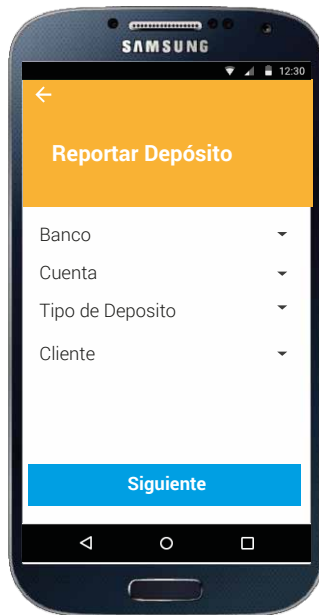 SAMSUNG
12:30
Reportar Depósito
Banco
Cuenta
Tipo de Deposito
Cliente
Siguiente